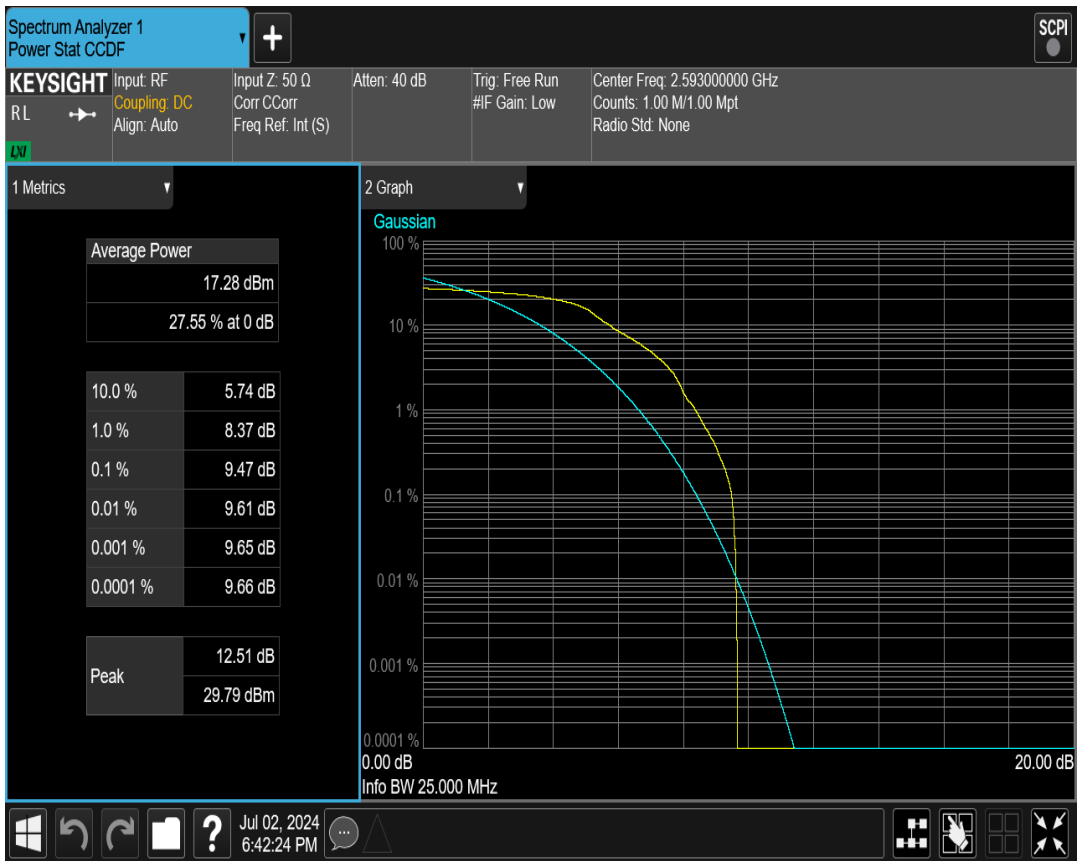 Spectrum Analyzer 1
Power Stat CCDF
+
SCPI
KEYSIGHT
RL
LXI
Input: RF
Coupling: DC
Align: Auto
Input Z: 50 Ω
Corr CCorr
Freq Ref: Int (S)
Atten: 40 dB
Trig: Free Run
#IF Gain: Low
Center Freq: 2.593000000 GHz
Counts: 1.00 M/1.00 Mpt
Radio Std: None
1 Metrics
Average Power
17.28 dBm
27.55 % at 0 dB
10.0 % 5.74 dB
1.0 % 8.37 dB
0.1 % 9.47 dB
0.01 % 9.61 dB
0.001 % 9.65 dB
0.0001 % 9.66 dB
Peak
12.51 dB
29.79 dBm
2 Graph
Gaussian
100 %
10 %
1 %
0.1 %
0.01 %
0.001 %
0.0001 %
0.00 dB 20.00 dB
Info BW 25.000 MHz
?
Jul 02, 2024
6:42:24 PM